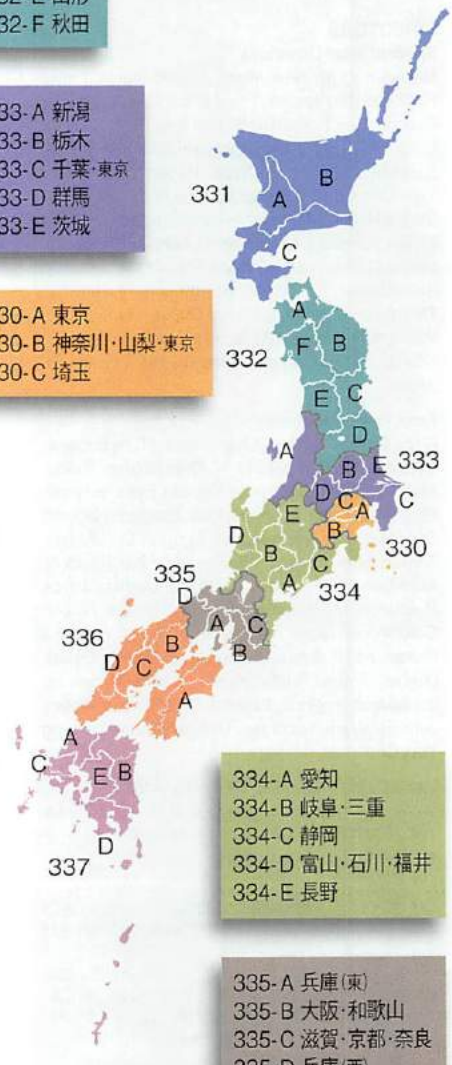 32-F 秋田
33-A 新潟
33-B 栃木
33-C 千葉・東京
33-D 群馬
33-E 茨城
30-A 東京
30-B 神奈川・山梨・東京
30-C 埼玉
331
A
B
C
332
A
F
B
E
C
D
333
A
B
E
D
C
330
C
A
B
334
E
D
B
C
A
335
D
A
C
B
336
B
D
C
A
337
A
C
E
B
D
334-A 愛知
334-B 岐阜・三重
334-C 静岡
334-D 富山・石川・福井
334-E 長野
335-A 兵庫(東)
335-B 大阪・和歌山
335-C 滋賀・京都・奈良